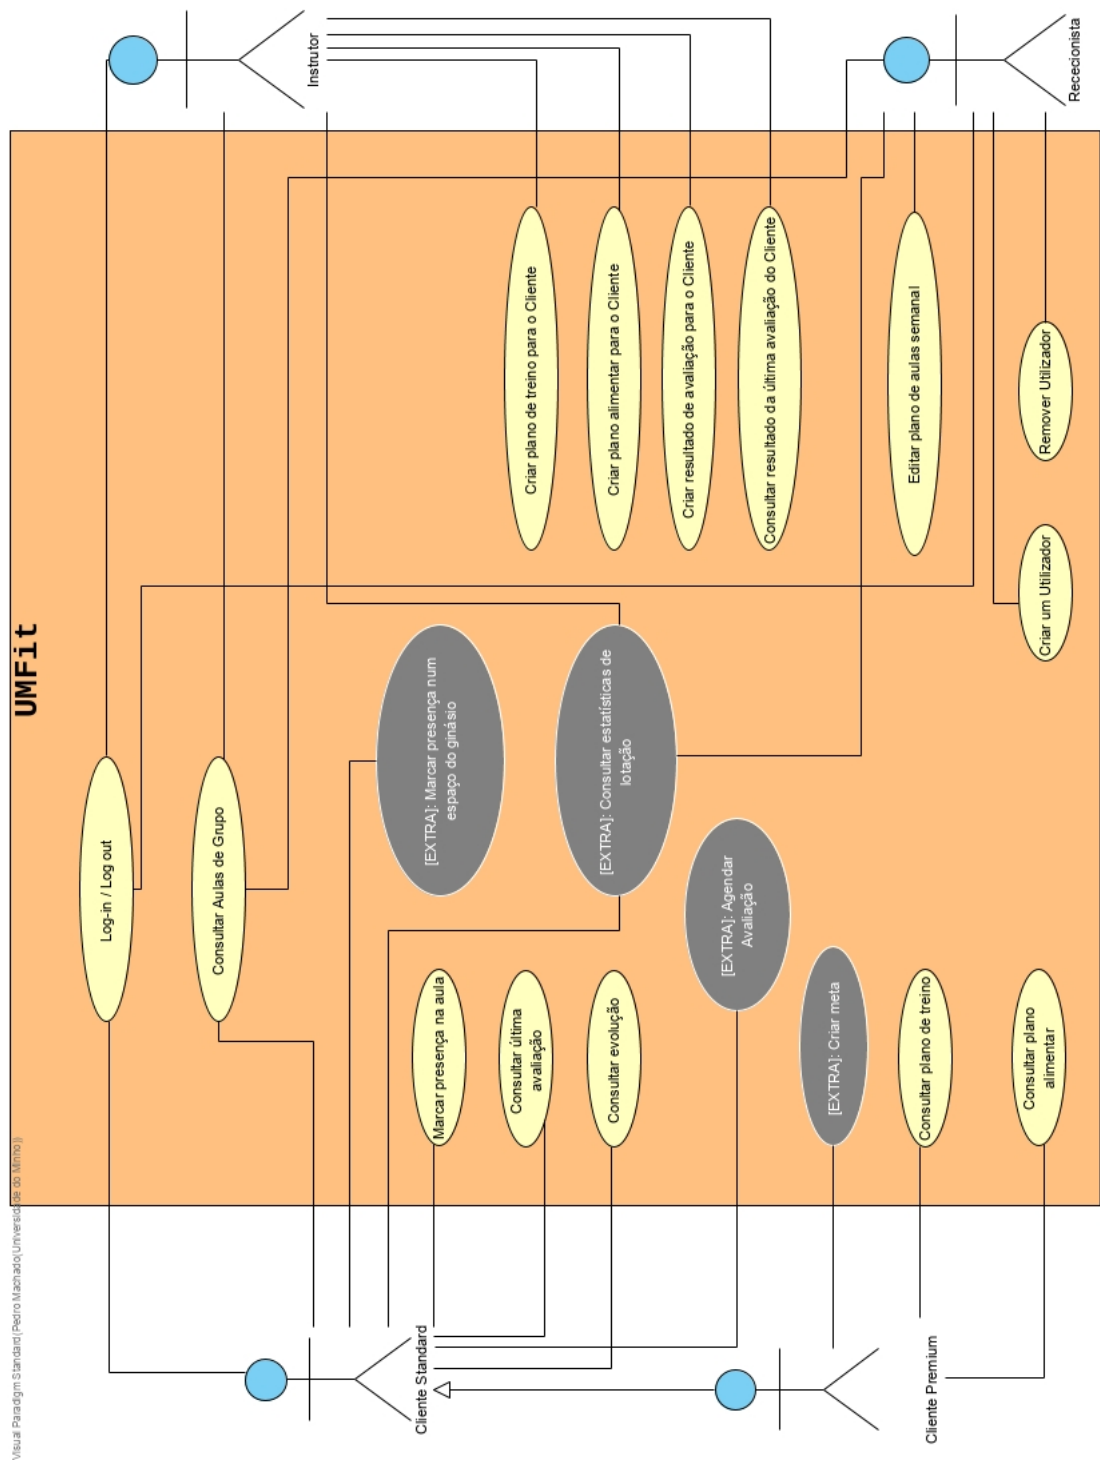 Visual Paradigm Standard(Pedro Machado(Universidade do Minho))
UMFit
Log-in / Log out
Consultar Aulas de Grupo
[EXTRA]: Marcar presença num
espaço do ginásio
[EXTRA]: Consultar estatísticas de
lotação
[EXTRA]: Agendar
Avaliação
[EXTRA]: Criar meta
Marcar presença na aula
Consultar última
avaliação
Consultar evolução
Consultar plano de treino
Consultar plano
alimentar
Criar plano de treino para o Cliente
Criar plano alimentar para o Cliente
Criar resultado de avaliação para o Cliente
Consultar resultado da última avaliação do Cliente
Editar plano de aulas semanal
Criar um Utilizador
Remover Utilizador
Cliente Standard
Cliente Premium
Instrutor
Rececionista